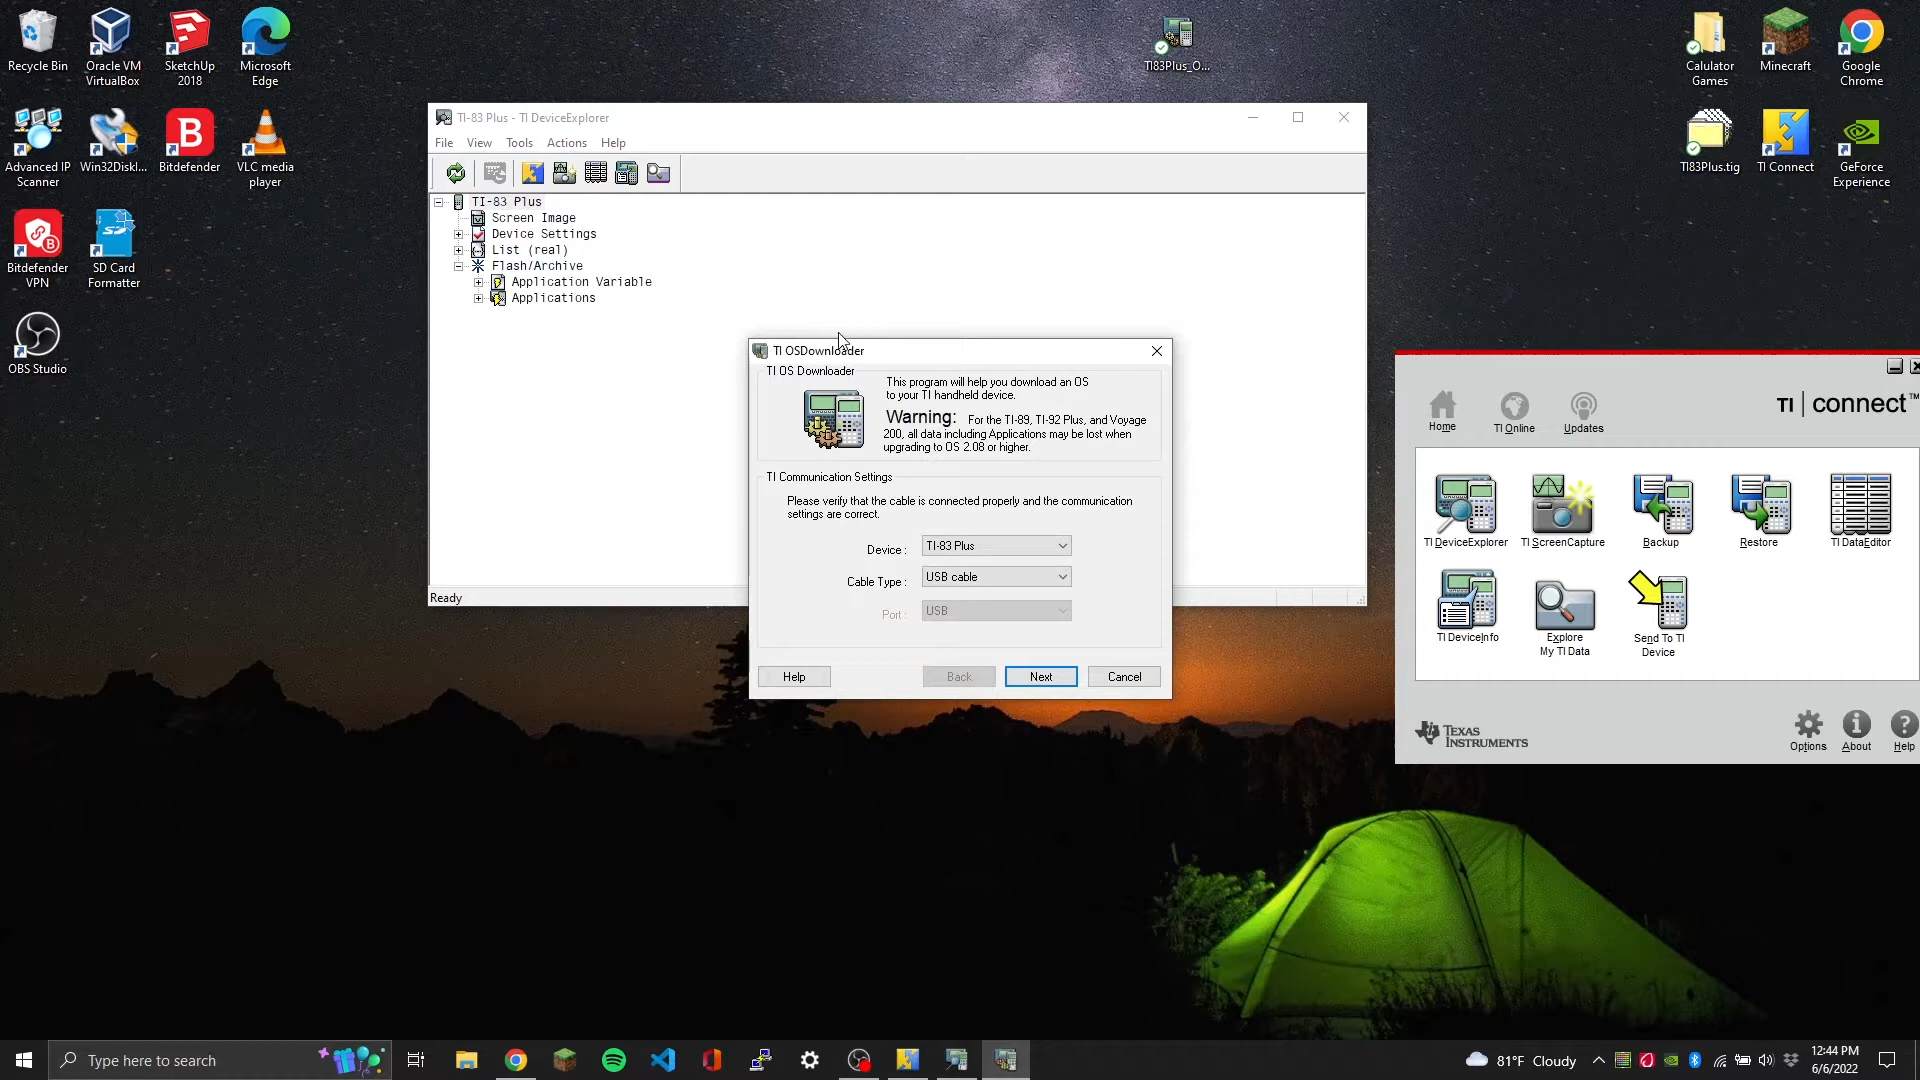 Recycle Bin
Oracle VM
VirtualBox
SketchUp
2018
Microsoft
Edge
Advanced IP
Scanner
Win32DiskI...
Bitdefender
VLC media
player
Bitdefender
VPN
SD Card
Formatter
OBS Studio
TI83Plus_O...
Calulator
Games
Minecraft
Google
Chrome
TI83Plus.tig
TI Connect
GeForce
Experience
TI-83 Plus - TI DeviceExplorer
File View Tools Actions Help
TI-83 Plus
Screen Image
Device Settings
List (real)
Flash/Archive
Application Variable
Applications
Ready
TI OSDownloader
TI OS Downloader
This program will help you download an OS
to your TI handheld device.
Warning: For the TI-89, TI-92 Plus, and Voyage
200, all data including Applications may be lost when
upgrading to OS 2.08 or higher.
TI Communication Settings
Please verify that the cable is connected properly and the communication
settings are correct.
Device : TI-83 Plus
Cable Type : USB cable
Port : USB
Help Back Next Cancel
Home
TI Online
Updates
TI connect™
TI DeviceExplorer
TI ScreenCapture
Backup
Restore
TI DataEditor
TI DeviceInfo
Explore
My TI Data
Send To TI
Device
TEXAS
INSTRUMENTS
Options
About
Help
Type here to search
81°F Cloudy
12:44 PM
6/6/2022